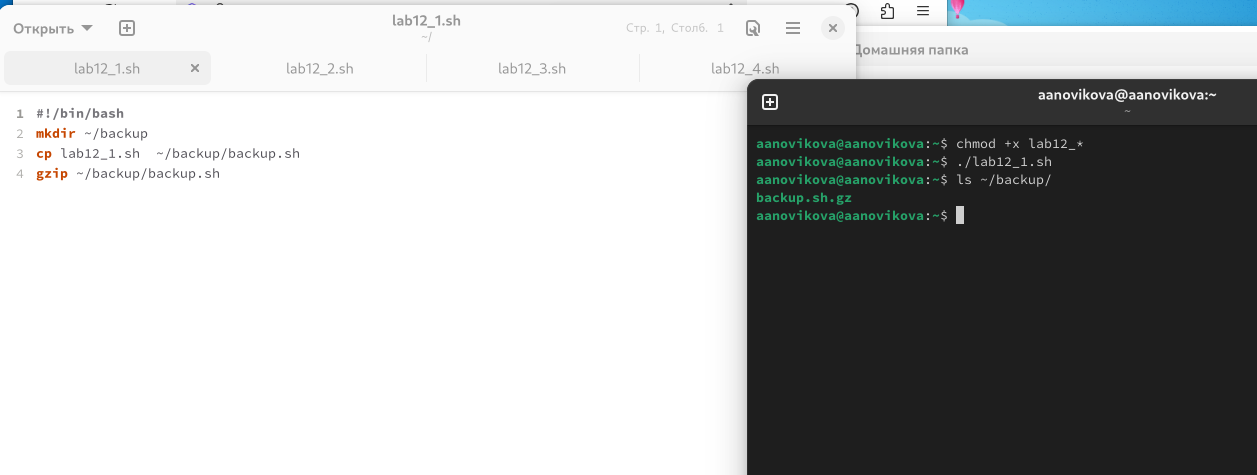 Открыть
lab12_1.sh
~/
Стр. 1, Столб. 1
lab12_1.sh
lab12_2.sh
lab12_3.sh
lab12_4.sh
1 #!/bin/bash
2 mkdir ~/backup
3 cp lab12_1.sh  ~/backup/backup.sh
4 gzip ~/backup/backup.sh
Домашняя папка
aanovikova@aanovikova:~
~
aanovikova@aanovikova:~$ chmod +x lab12_*
aanovikova@aanovikova:~$ ./lab12_1.sh
aanovikova@aanovikova:~$ ls ~/backup/
backup.sh.gz
aanovikova@aanovikova:~$